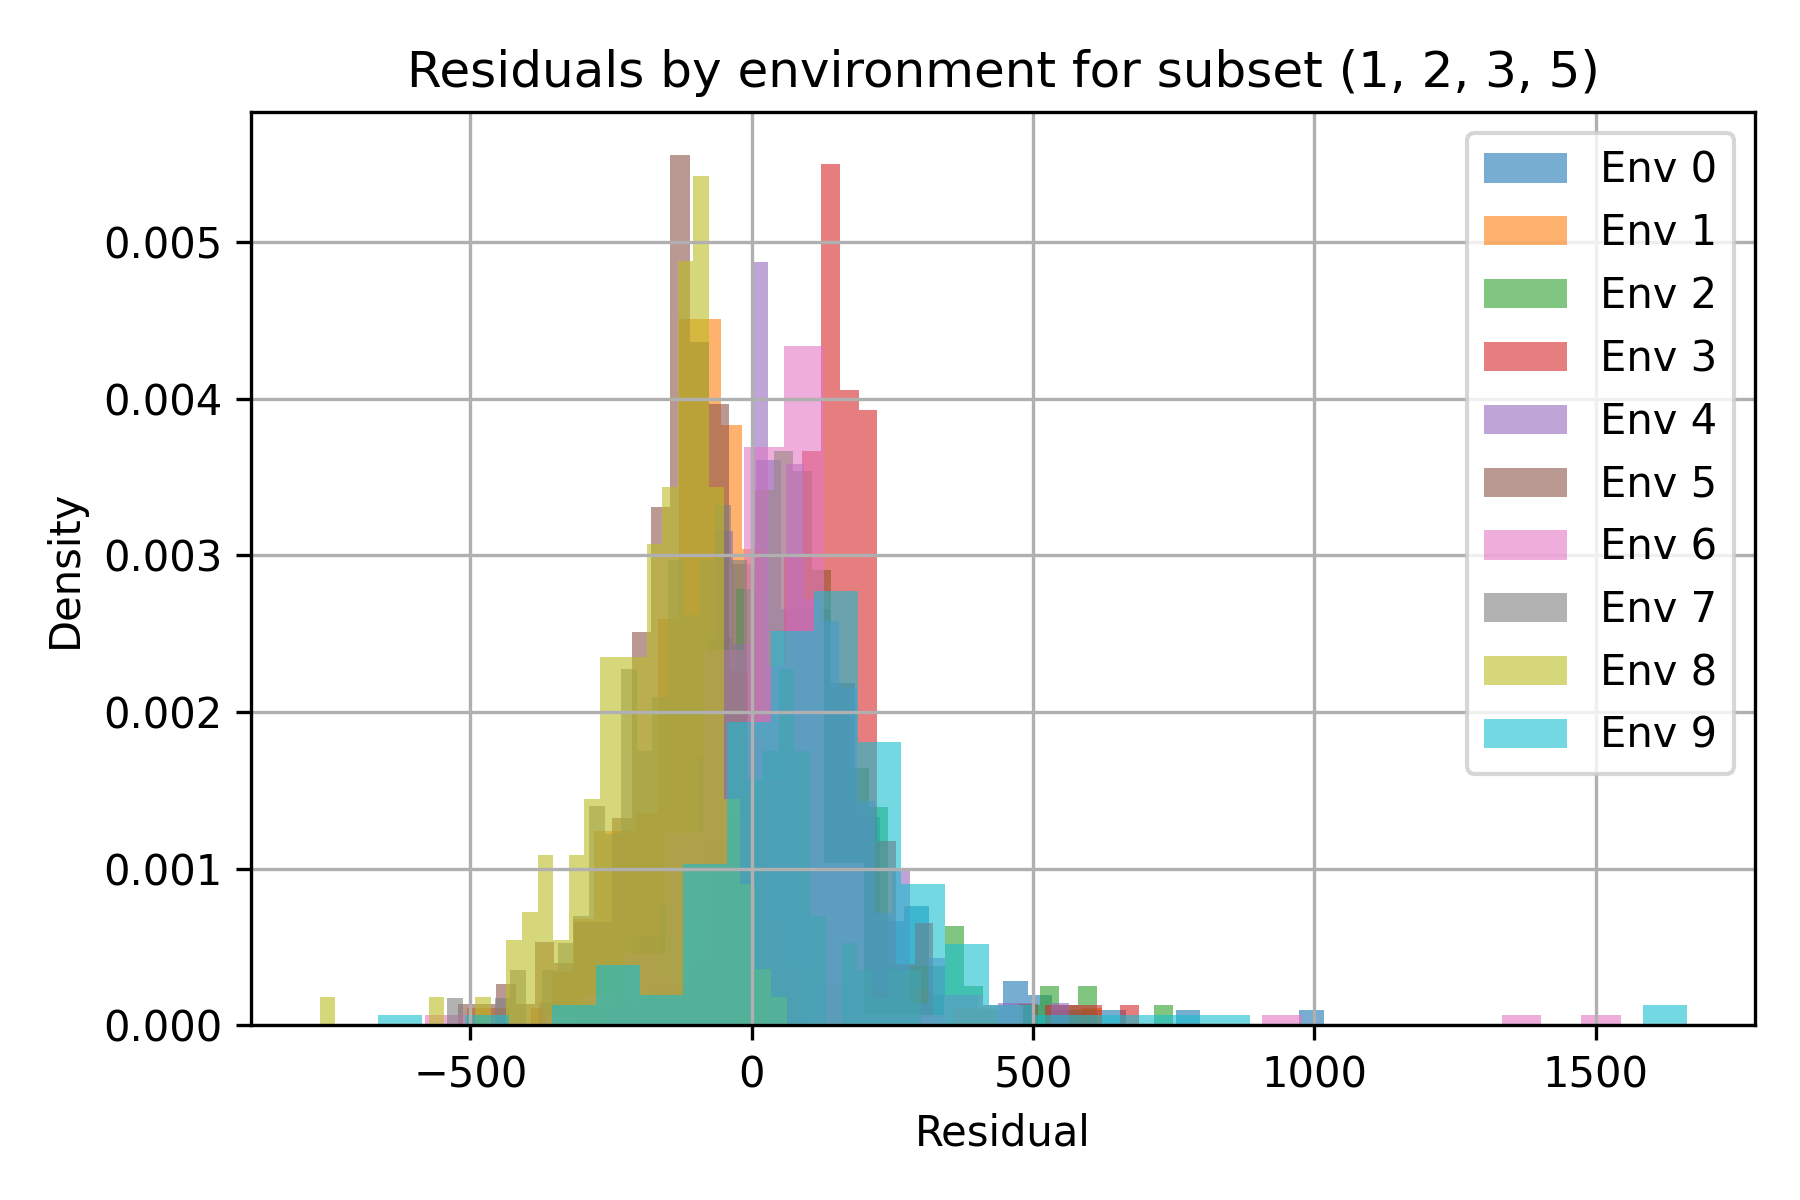 Residuals by environment for subset (1, 2, 3, 5)
Density
0.005
0.004
0.003
0.002
0.001
0.000
−500
0
500
1000
1500
Residual
Env 0
Env 1
Env 2
Env 3
Env 4
Env 5
Env 6
Env 7
Env 8
Env 9